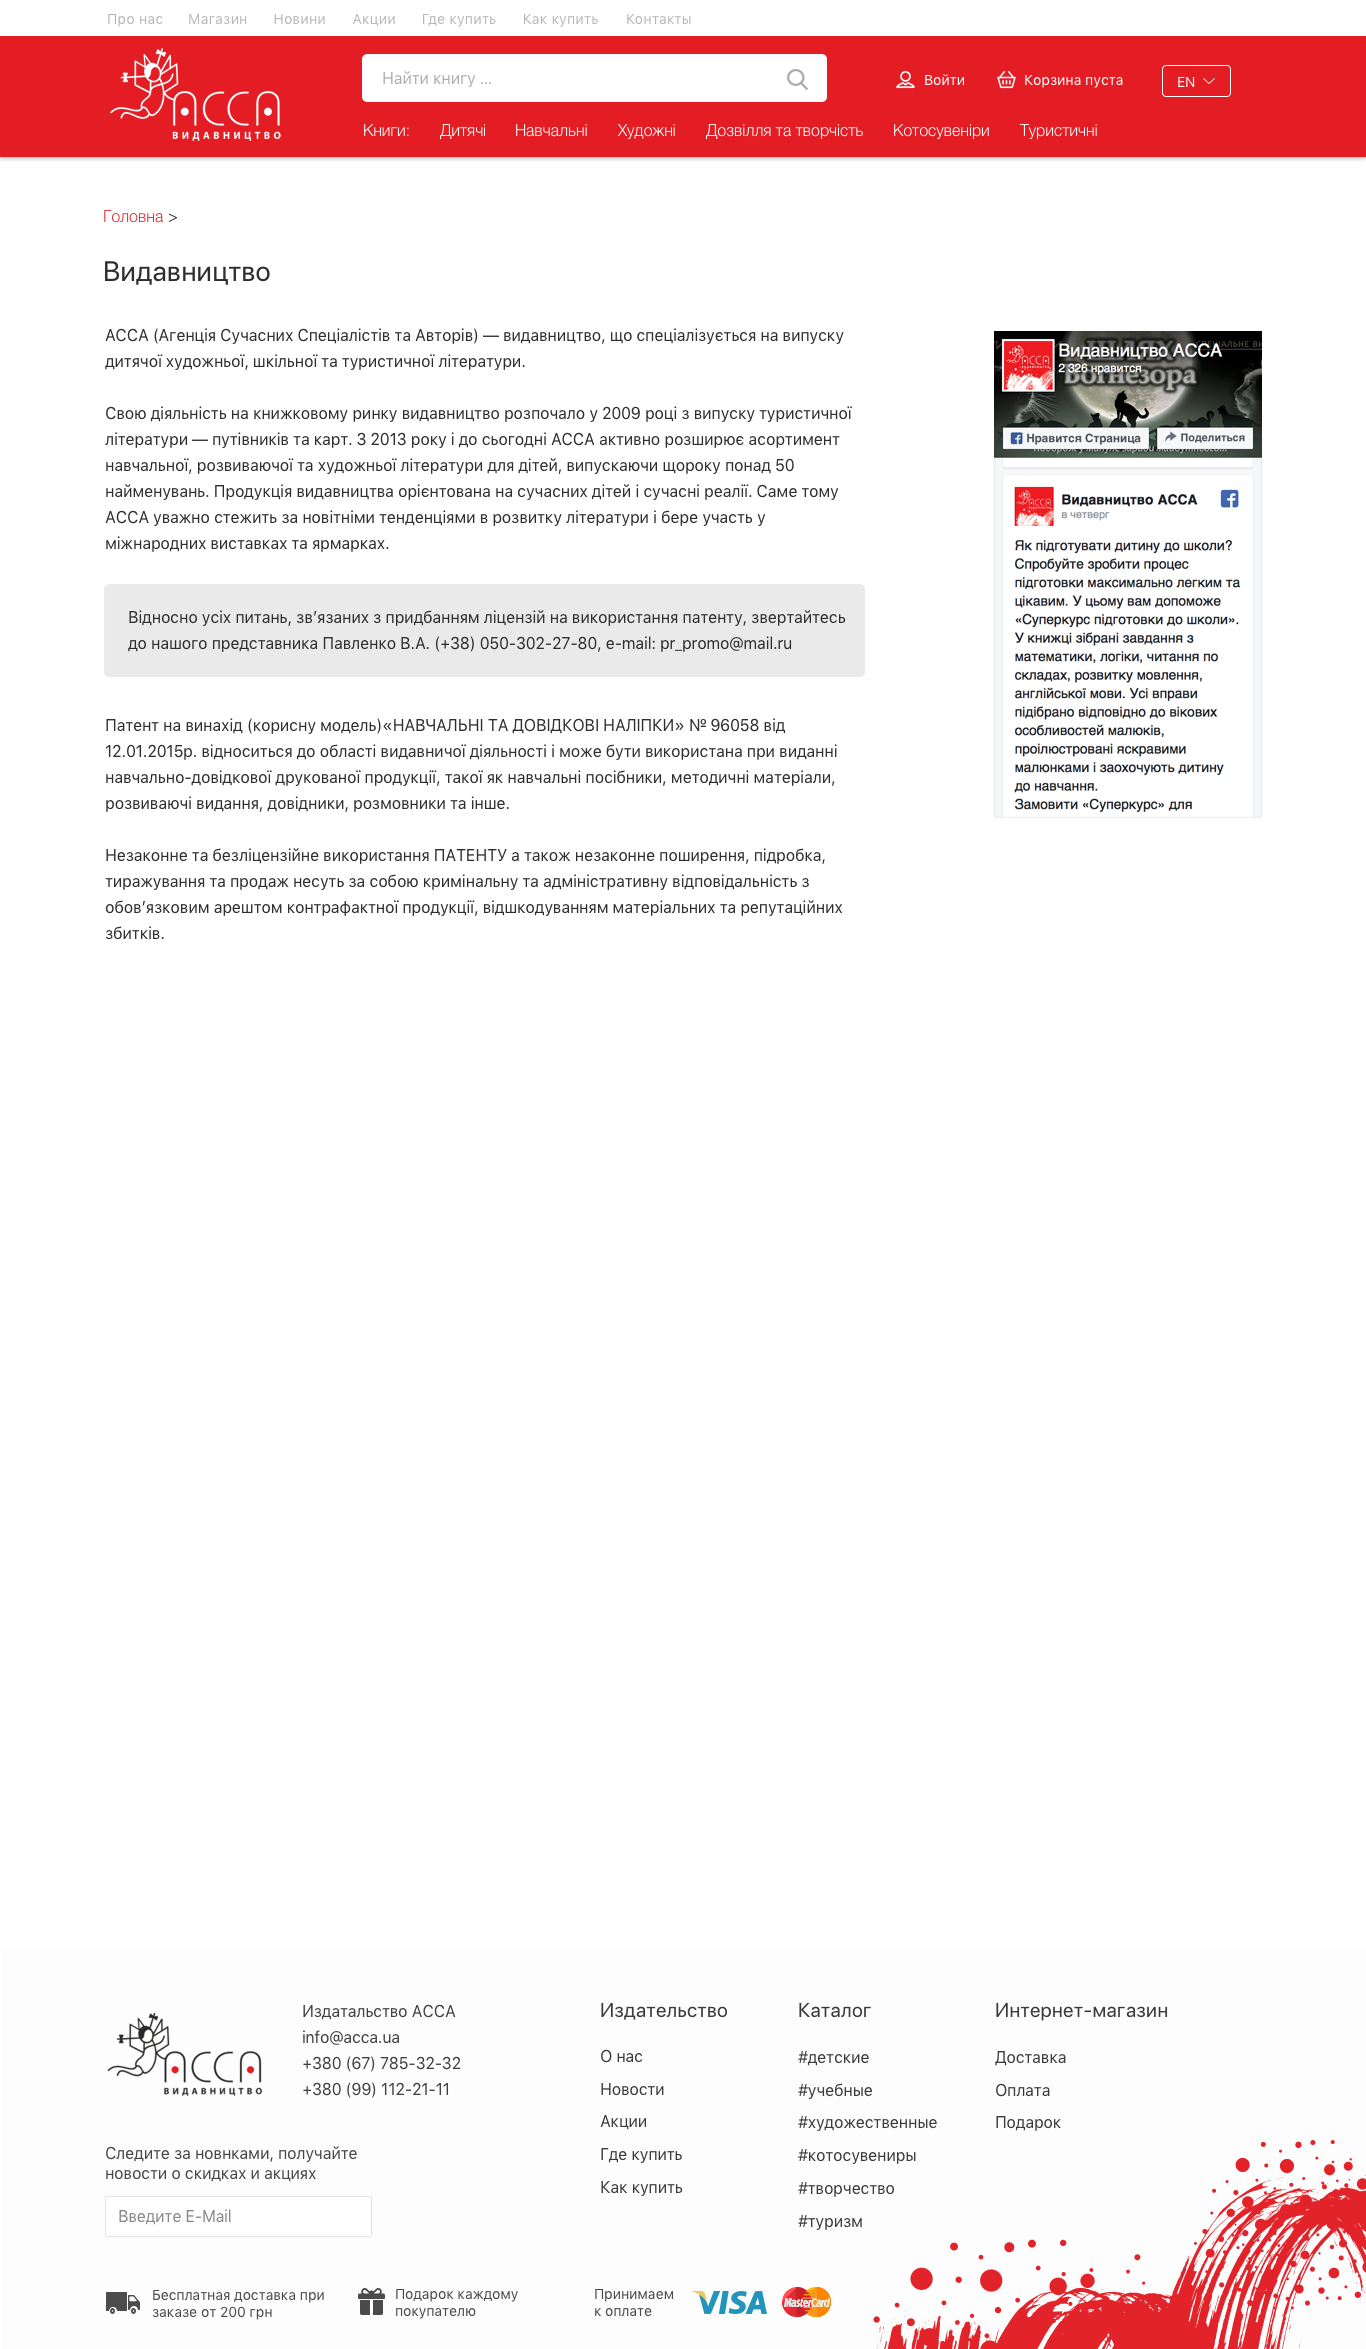 Про нас Магазин Новини Акции Где купить Как купить Контакты
АССА
ВИДАВНИЦТВО
Найти книгу ...
Войти
Корзина пуста
EN
Книги: Дитячі Навчальні Художні Дозвілля та творчість Котосувеніри Туристичні
Головна >
Видавництво
АССА (Агенція Сучасних Спеціалістів та Авторів) — видавництво, що спеціалізується на випуску
дитячої художньої, шкільної та туристичної літератури.
Свою діяльність на книжковому ринку видавництво розпочало у 2009 році з випуску туристичної
літератури — путівників та карт. З 2013 року і до сьогодні АССА активно розширює асортимент
навчальної, розвиваючої та художньої літератури для дітей, випускаючи щороку понад 50
найменувань. Продукція видавництва орієнтована на сучасних дітей і сучасні реалії. Саме тому
АССА уважно стежить за новітніми тенденціями в розвитку літератури і бере участь у
міжнародних виставках та ярмарках.
Відносно усіх питань, зв’язаних з придбанням ліцензій на використання патенту, звертайтесь
до нашого представника Павленко В.А. (+38) 050-302-27-80, e-mail: pr_promo@mail.ru
Патент на винахід (корисну модель)«НАВЧАЛЬНІ ТА ДОВІДКОВІ НАЛІПКИ» № 96058 від
12.01.2015р. відноситься до області видавничої діяльності і може бути використана при виданні
навчально-довідкової друкованої продукції, такої як навчальні посібники, методичні матеріали,
розвиваючі видання, довідники, розмовники та інше.
Незаконне та безліцензійне використання ПАТЕНТУ а також незаконне поширення, підробка,
тиражування та продаж несуть за собою кримінальну та адміністративну відповідальність з
обов’язковим арештом контрафактної продукції, відшкодуванням матеріальних та репутаційних
збитків.
Видавництво АССА
2 326 нравится
Вогнезора
Нравится Страница
Поделиться
Видавництво АССА
в четверг
Як підготувати дитину до школи?
Спробуйте зробити процес
підготовки максимально легким та
цікавим. У цьому вам допоможе
«Суперкурс підготовки до школи».
У книжці зібрані завдання з
математики, логіки, читання по
складах, розвитку мовлення,
англійської мови. Усі вправи
підібрано відповідно до вікових
особливостей малюків,
проілюстровані яскравими
малюнками і заохочують дитину
до навчання.
Замовити «Суперкурс» для
АССА
ВИДАВНИЦТВО
Издатальство АССА
info@acca.ua
+380 (67) 785-32-32
+380 (99) 112-21-11
Следите за новнками, получайте
новости о скидках и акциях
Введите E-Mail
Издательство
О нас
Новости
Акции
Где купить
Как купить
Каталог
#детские
#учебные
#художественные
#котосувениры
#творчество
#туризм
Интернет-магазин
Доставка
Оплата
Подарок
Бесплатная доставка при
заказе от 200 грн
Подарок каждому
покупателю
Принимаем
к оплате
VISA
MasterCard